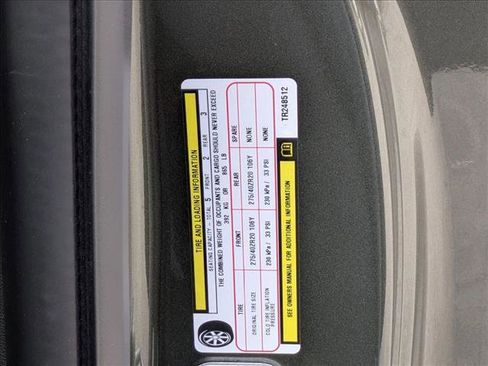 TIRE AND LOADING INFORMATION
SEATING CAPACITY - TOTAL 5 FRONT 2 REAR 3
THE COMBINED WEIGHT OF OCCUPANTS AND CARGO SHOULD NEVER EXCEED
392 KG OR 865 LB
FRONT REAR SPARE
ORIGINAL TIRE SIZE 275/40ZR20 106Y 275/40ZR20 106Y NONE
COLD TIRE INFLATION PRESSURE 230 kPa / 33 PSI 230 kPa / 33 PSI NONE
SEE OWNERS MANUAL FOR ADDITIONAL INFORMATION
TR248512